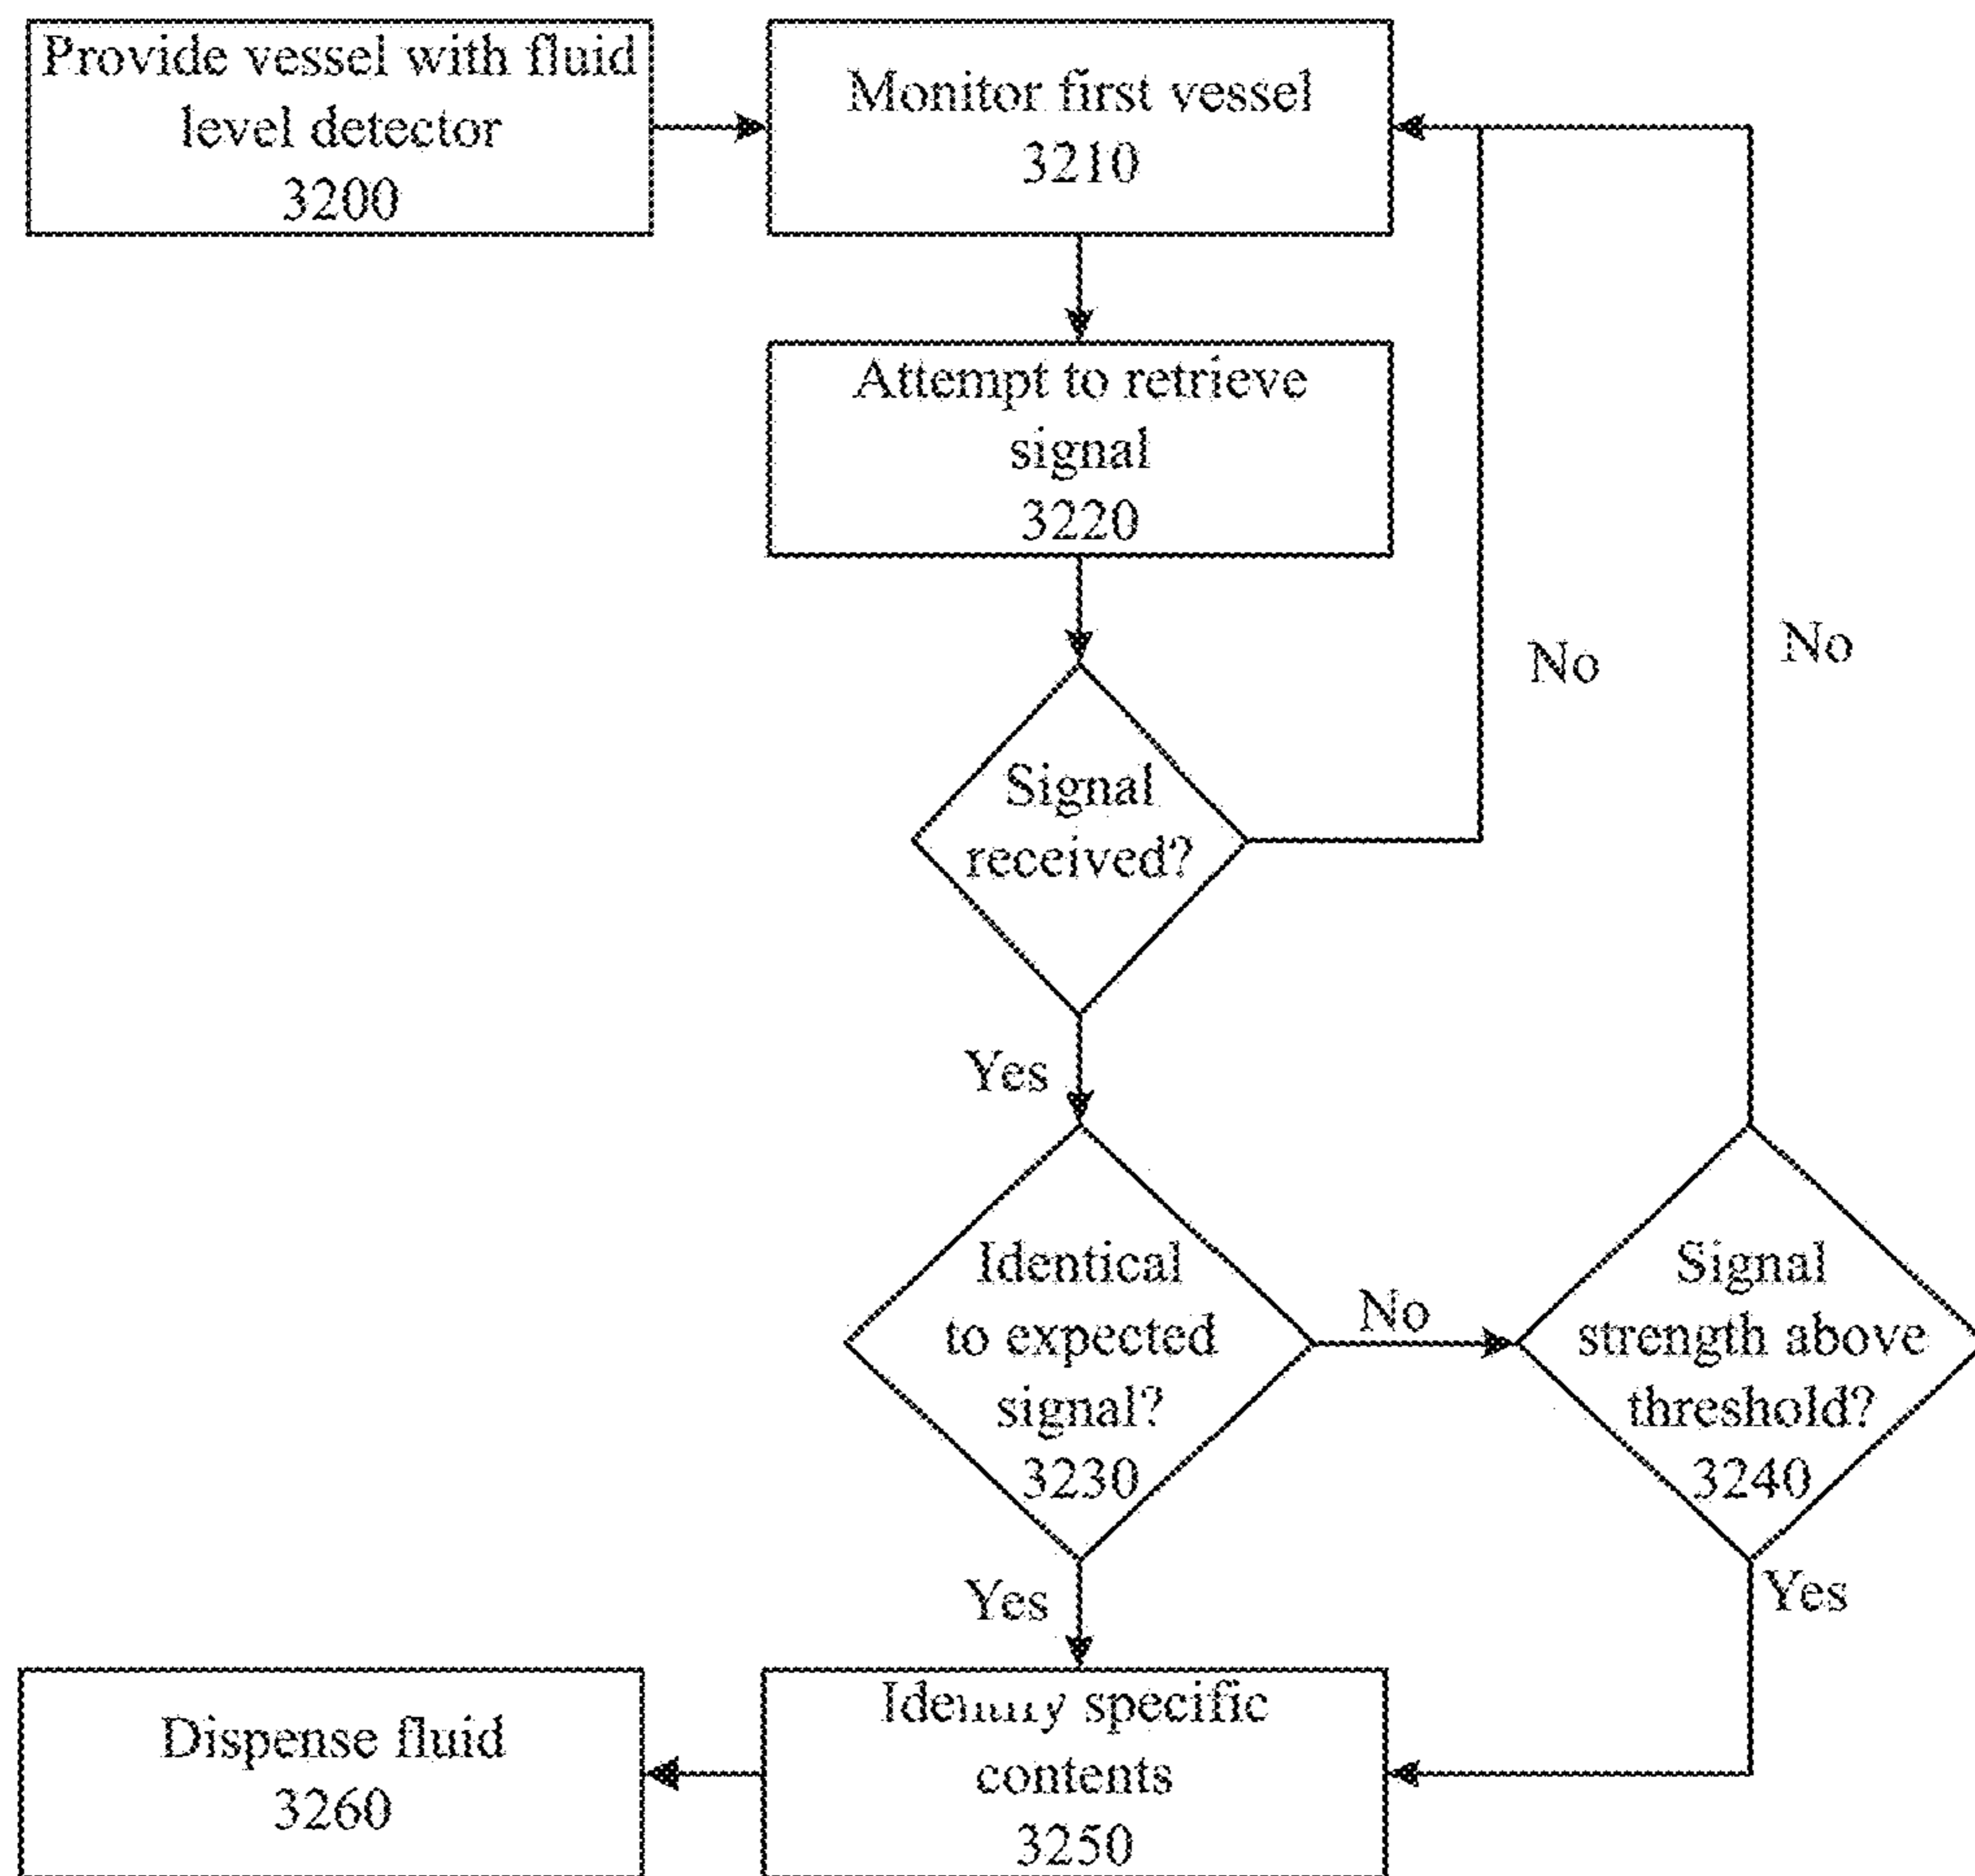 Provide vessel with fluid
level detector
3200
Monitor first vessel
3210
Attempt to retrieve
signal
3220
No
No
Signal
received?
Yes
Identical
to expected
signal?
3230
No
Signal
strength above
threshold?
3240
Yes
Yes
Identify specific
contents
3250
Dispense fluid
3260